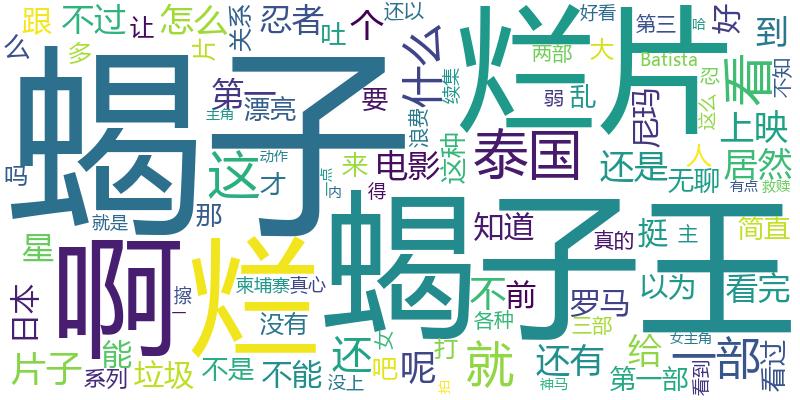 么 跟 不过 让 怎么 关系 忍者 吐 个 还以 好看 第三 哈 好 到
多 片 什么 续集 烂片 两部 大 Batista 这么 忍 看 不知
蝎子 第一 主角 漂亮 要 浪费 弱 乱 尼玛 上映
吗 这 动作 才 来 电影 这种 泰国 还是 人 无聊 居然
内 得 有点 救赎
就是 那 啊 烂 蝎子王 知道 真的 挺 主 简直
星 柬埔寨 真心 不 前 罗马 以为 看完
日本 擦 一 没有 还 女 各种 三部 女主角
片子 能 不是 不能 吧 呢 打 就 还有 给 一部 看过
系列 垃圾 没上 拍 神马 第一部 看到